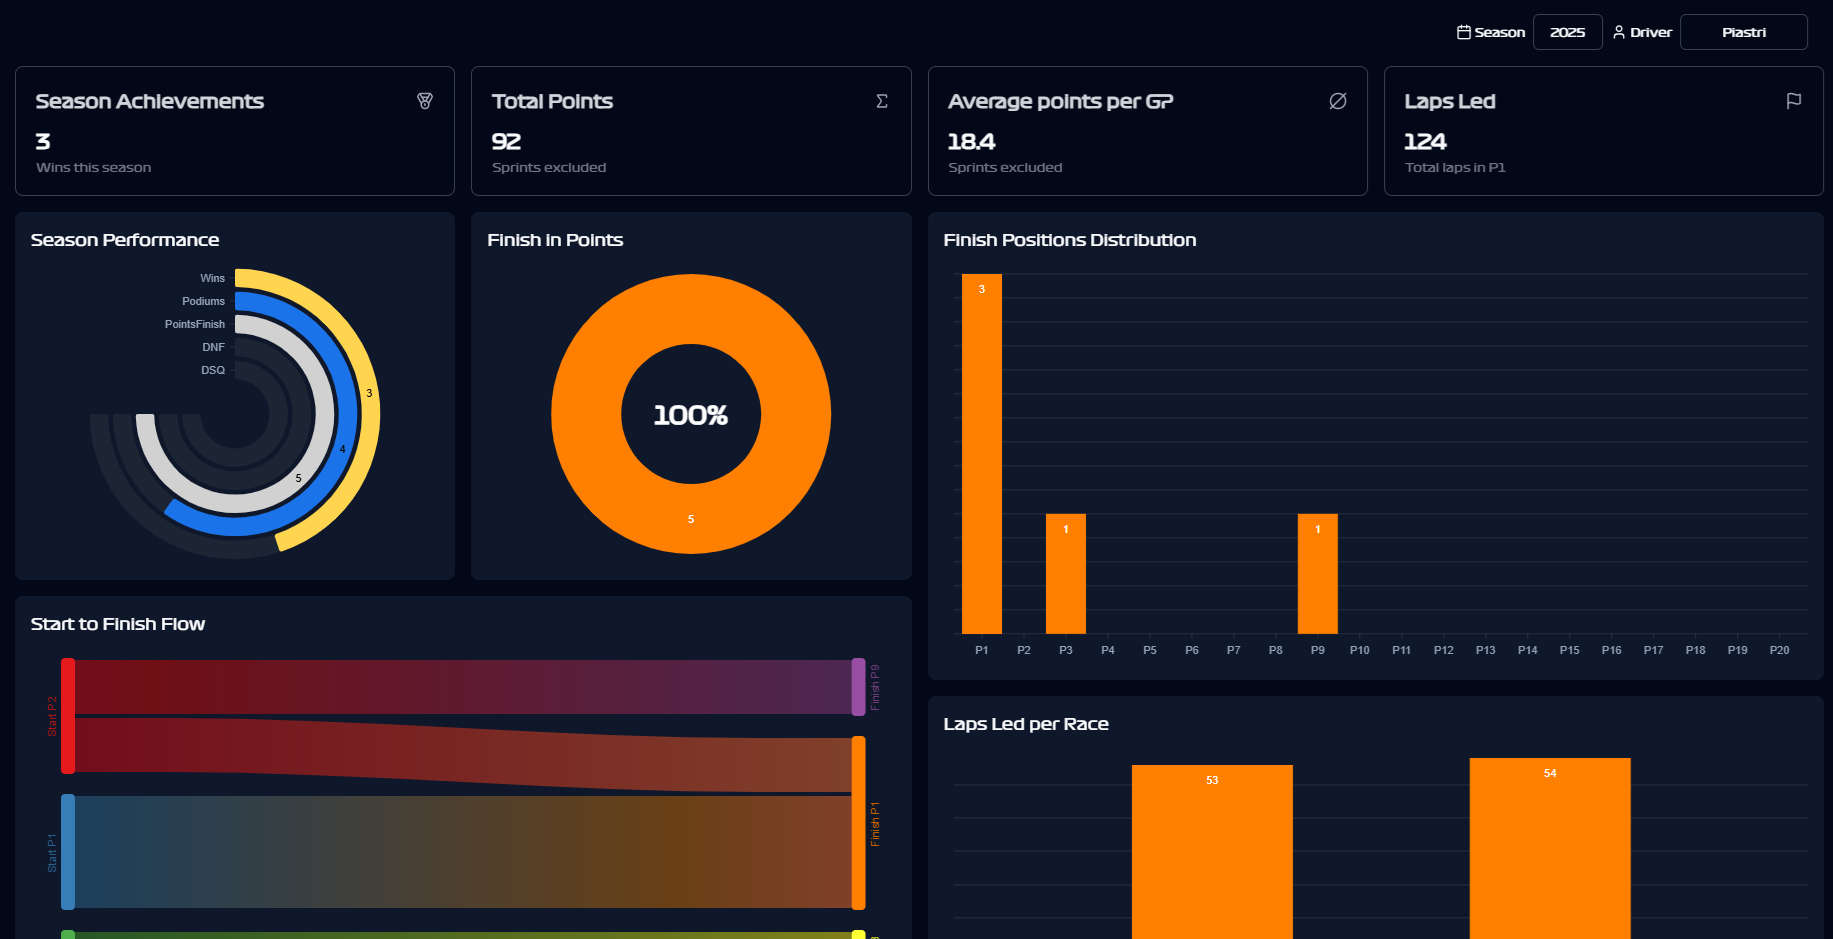 Season 2025 Driver Piastri
Season Achievements
3
Wins this season
Total Points
92
Sprints excluded
Average points per GP
18.4
Sprints excluded
Laps Led
124
Total laps in P1
Season Performance
Wins
Podiums
PointsFinish
DNF
DSQ
3
4
5
Finish in Points
100%
5
Finish Positions Distribution
3
1
1
P1 P2 P3 P4 P5 P6 P7 P8 P9 P10 P11 P12 P13 P14 P15 P16 P17 P18 P19 P20
Start to Finish Flow
Start P2
Finish P9
Start P1
Finish P1
Laps Led per Race
53
54